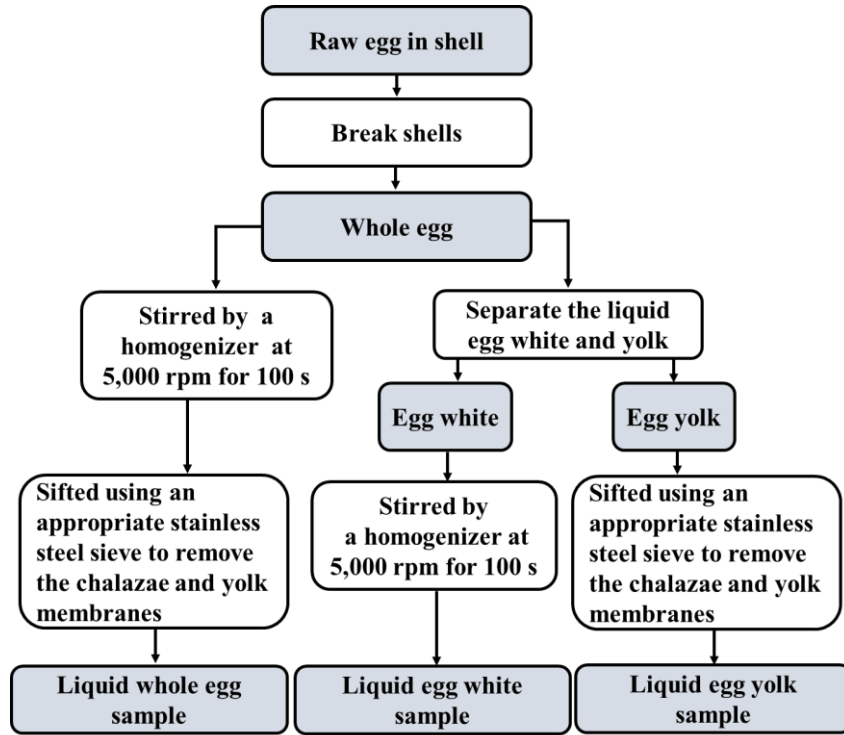 Raw egg in shell
Break shells
Whole egg
Stirred by a
homogenizer at
5,000 rpm for 100 s
Separate the liquid
egg white and yolk
Egg white
Egg yolk
Sifted using an
appropriate stainless
steel sieve to remove
the chalazae and yolk
membranes
Stirred by
a homogenizer at
5,000 rpm for 100 s
Sifted using an
appropriate stainless
steel sieve to remove
the chalazae and yolk
membranes
Liquid whole egg
sample
Liquid egg white
sample
Liquid egg yolk
sample